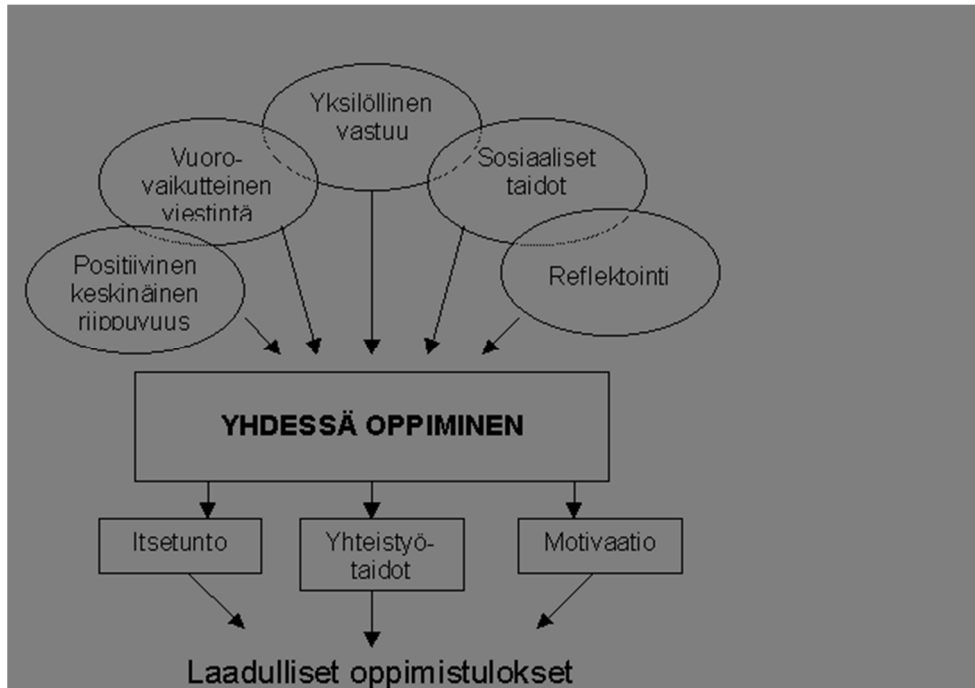 Yksilöllinen
vastuu
Vuoro-
vaikutteinen
viestintä
Sosiaaliset
taidot
Positiivinen
keskinäinen
riippuvuus
Reflektointi
YHDESSÄ OPPIMINEN
Itsetunto
Yhteistyö-
taidot
Motivaatio
Laadulliset oppimistulokset